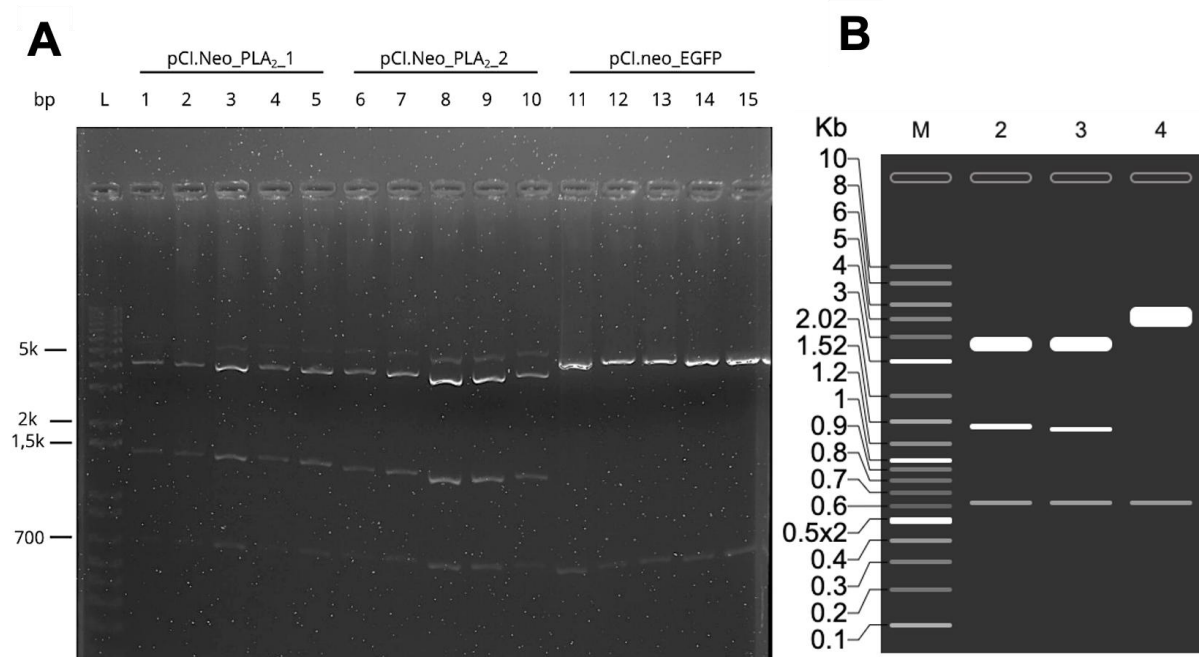 A
pCI.Neo_PLA₂_1 pCI.Neo_PLA₂_2 pCI.neo_EGFP
bp L 1 2 3 4 5 6 7 8 9 10 11 12 13 14 15
5k
2k
1,5k
700
B
Kb M 2 3 4
10
8
6
5
4
3
2.02
1.52
1.2
1
0.9
0.8
0.7
0.6
0.5x2
0.4
0.3
0.2
0.1